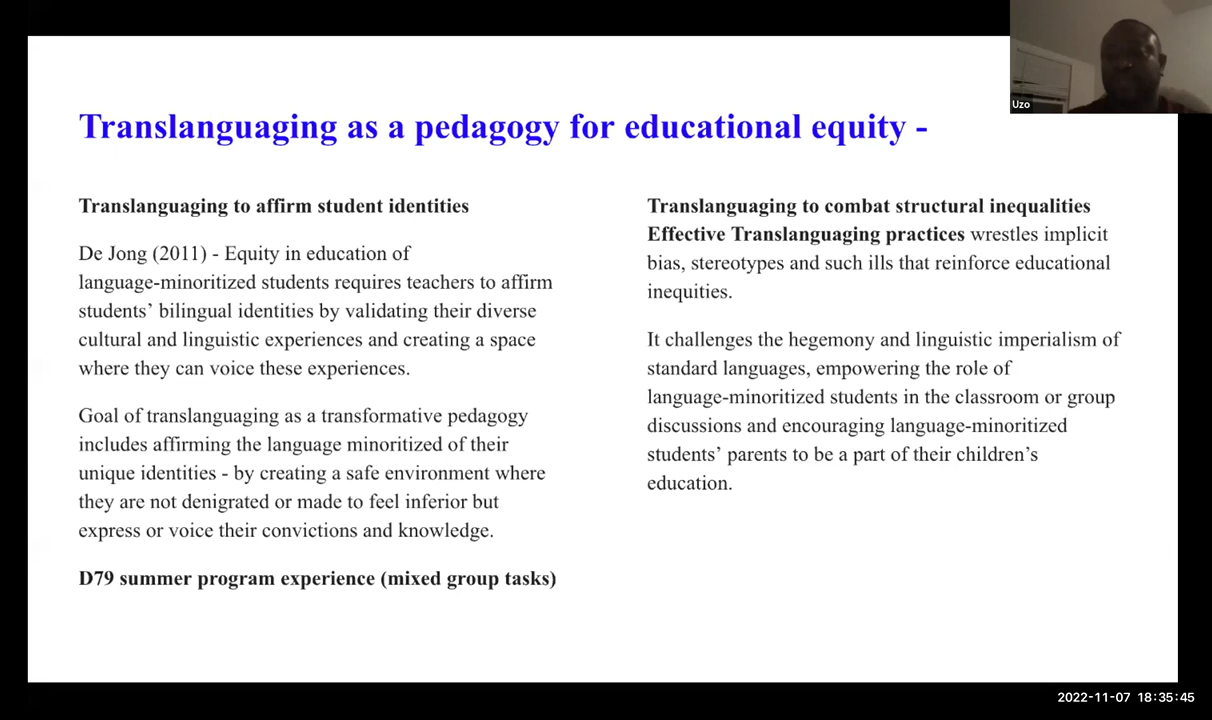 Uzo
Translanguaging as a pedagogy for educational equity -
Translanguaging to affirm student identities
De Jong (2011) - Equity in education of
language-minoritized students requires teachers to affirm
students’ bilingual identities by validating their diverse
cultural and linguistic experiences and creating a space
where they can voice these experiences.
Goal of translanguaging as a transformative pedagogy
includes affirming the language minoritized of their
unique identities - by creating a safe environment where
they are not denigrated or made to feel inferior but
express or voice their convictions and knowledge.
D79 summer program experience (mixed group tasks)
Translanguaging to combat structural inequalities
Effective Translanguaging practices wrestles implicit
bias, stereotypes and such ills that reinforce educational
inequities.
It challenges the hegemony and linguistic imperialism of
standard languages, empowering the role of
language-minoritized students in the classroom or group
discussions and encouraging language-minoritized
students’ parents to be a part of their children’s
education.
2022-11-07 18:35:45